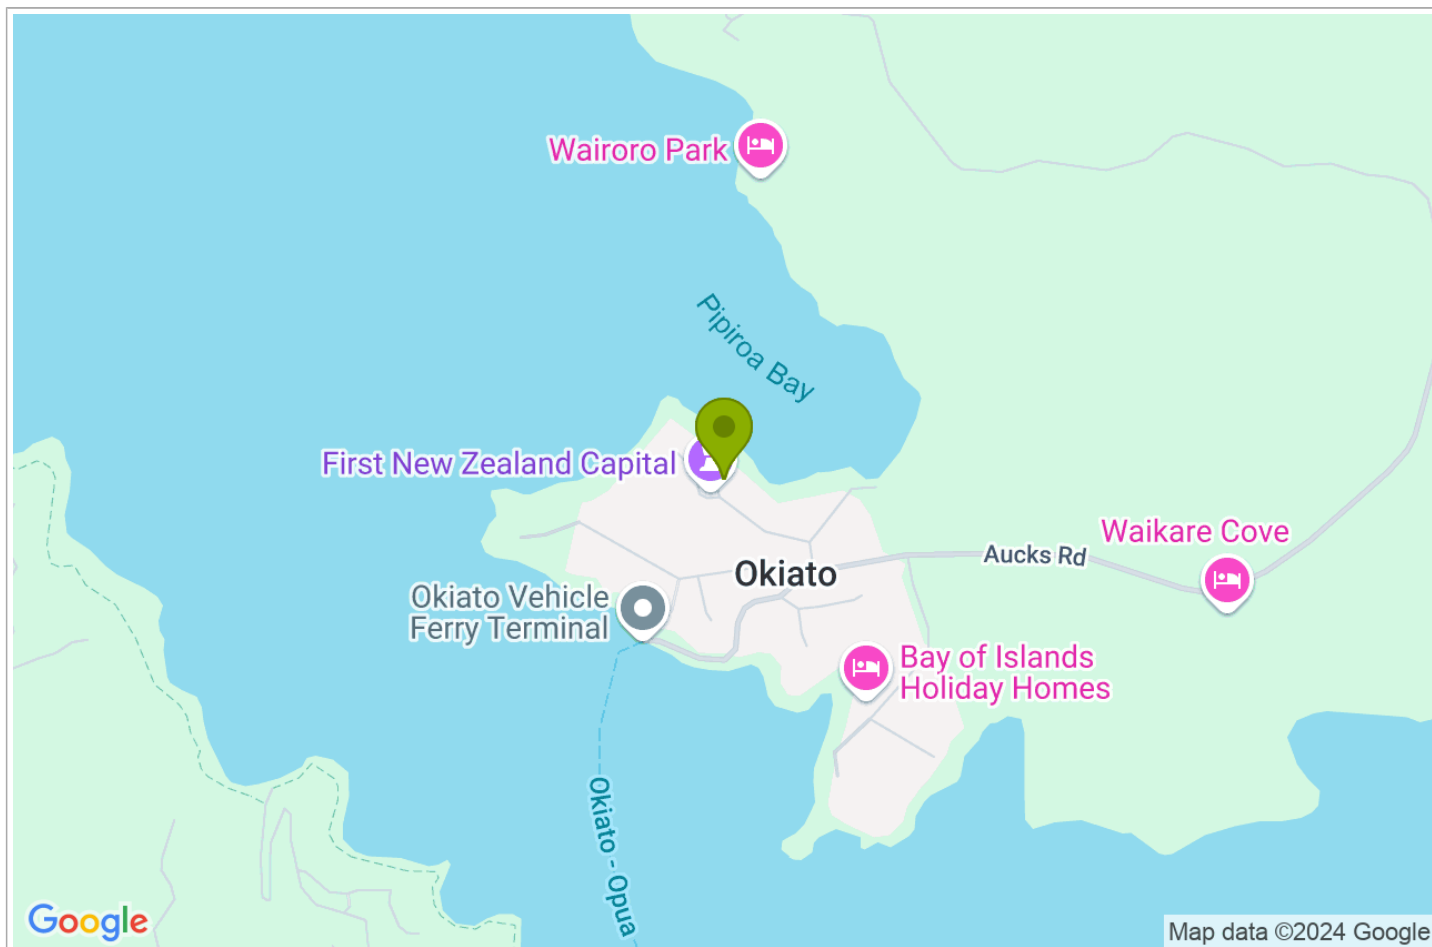 Wairoro Park
Pipiroa Bay
First New Zealand Capital
Waikare Cove
Aucks Rd
Okiato
Okiato Vehicle
Ferry Terminal
Bay of Islands
Holiday Homes
Okiato - Opua
Google
Map data ©2024 Google